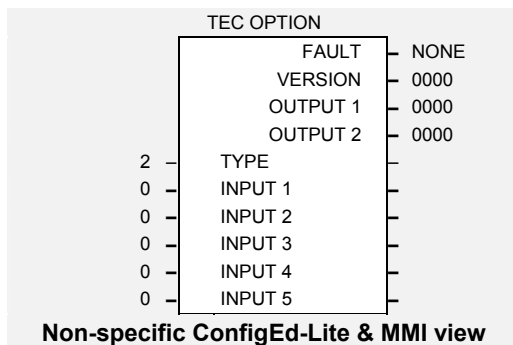 TEC OPTION
FAULT – NONE
VERSION – 0000
OUTPUT 1 – 0000
OUTPUT 2 – 0000
2 – TYPE –
0 – INPUT 1 –
0 – INPUT 2 –
0 – INPUT 3 –
0 – INPUT 4 –
0 – INPUT 5 –
Non-specific ConfigEd-Lite & MMI view